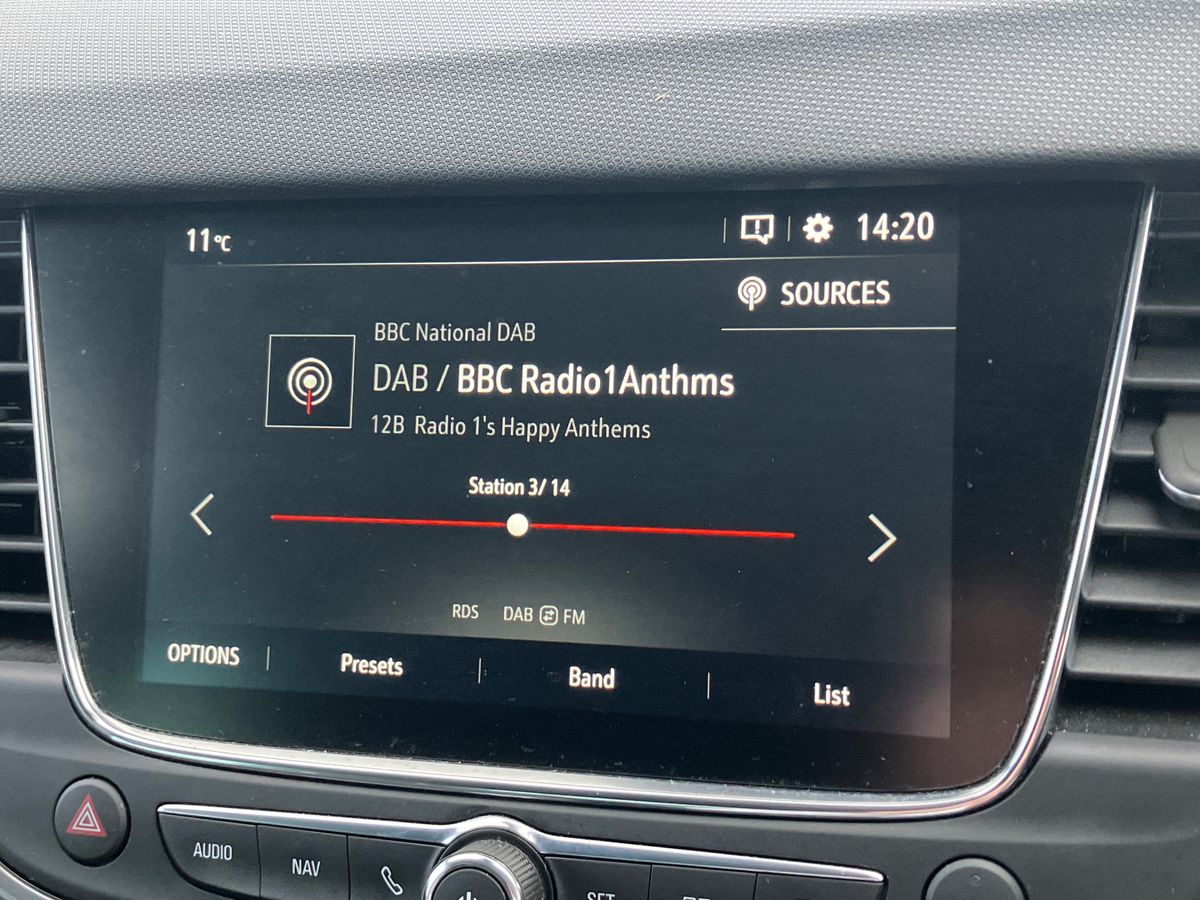 11°C
14:20
SOURCES
BBC National DAB
DAB / BBC Radio1Anthms
12B Radio 1's Happy Anthems
Station 3/14
RDS DAB FM
OPTIONS Presets Band List
AUDIO NAV SET